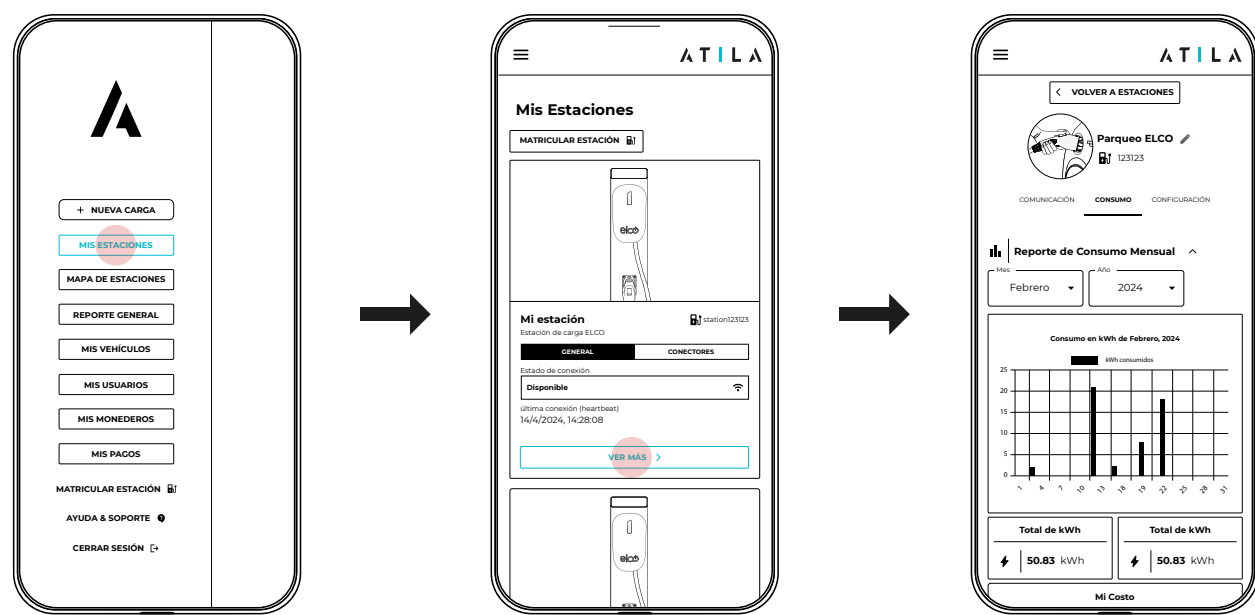 + NUEVA CARGA
MIS ESTACIONES
MAPA DE ESTACIONES
REPORTE GENERAL
MIS VEHÍCULOS
MIS USUARIOS
MIS MONEDEROS
MIS PAGOS
MATRICULAR ESTACIÓN
AYUDA & SOPORTE
CERRAR SESIÓN
ATILA
Mis Estaciones
MATRICULAR ESTACIÓN
elco
Mi estación
station123123
Estación de carga ELCO
GENERAL CONECTORES
Estado de conexión
Disponible
última conexión (heartbeat)
14/4/2024, 14:28:08
VER MÁS
elco
ATILA
VOLVER A ESTACIONES
Parqueo ELCO
123123
COMUNICACIÓN CONSUMO CONFIGURACIÓN
Reporte de Consumo Mensual
Mes Año
Febrero 2024
Consumo en kWh de Febrero, 2024
kWh consumidos
25
20
15
10
5
0
1 4 7 10 13 16 19 22 25 28 31
Total de kWh Total de kWh
50.83 kWh 50.83 kWh
Mi Costo